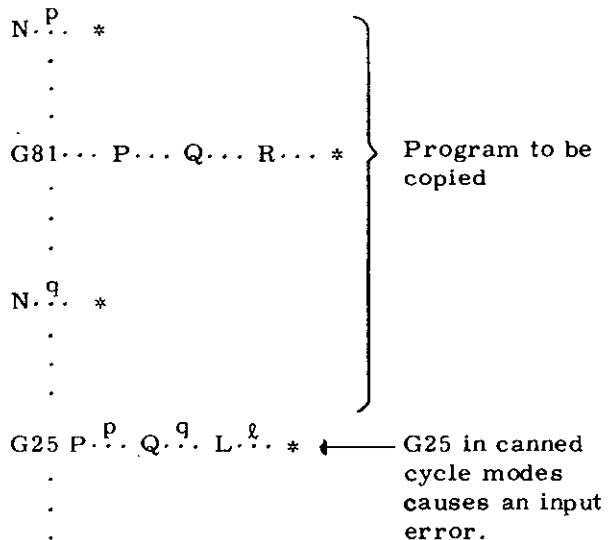 N..p.. *
.
.
.
G81... P... Q... R... *
Program to be
copied
.
.
.
N..q.. *
.
.
.
G25 P..p.. Q..q.. L..ℓ.. *
G25 in canned
cycle modes
causes an input
error.
.
.
.